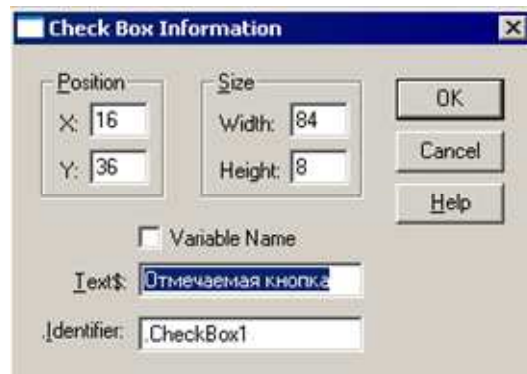 Check Box Information
Position
X: 16
Y: 36
Size
Width: 84
Height: 8
OK
Cancel
Help
Variable Name
Text$: Отмечаемая кнопка
.Identifier: .CheckBox1